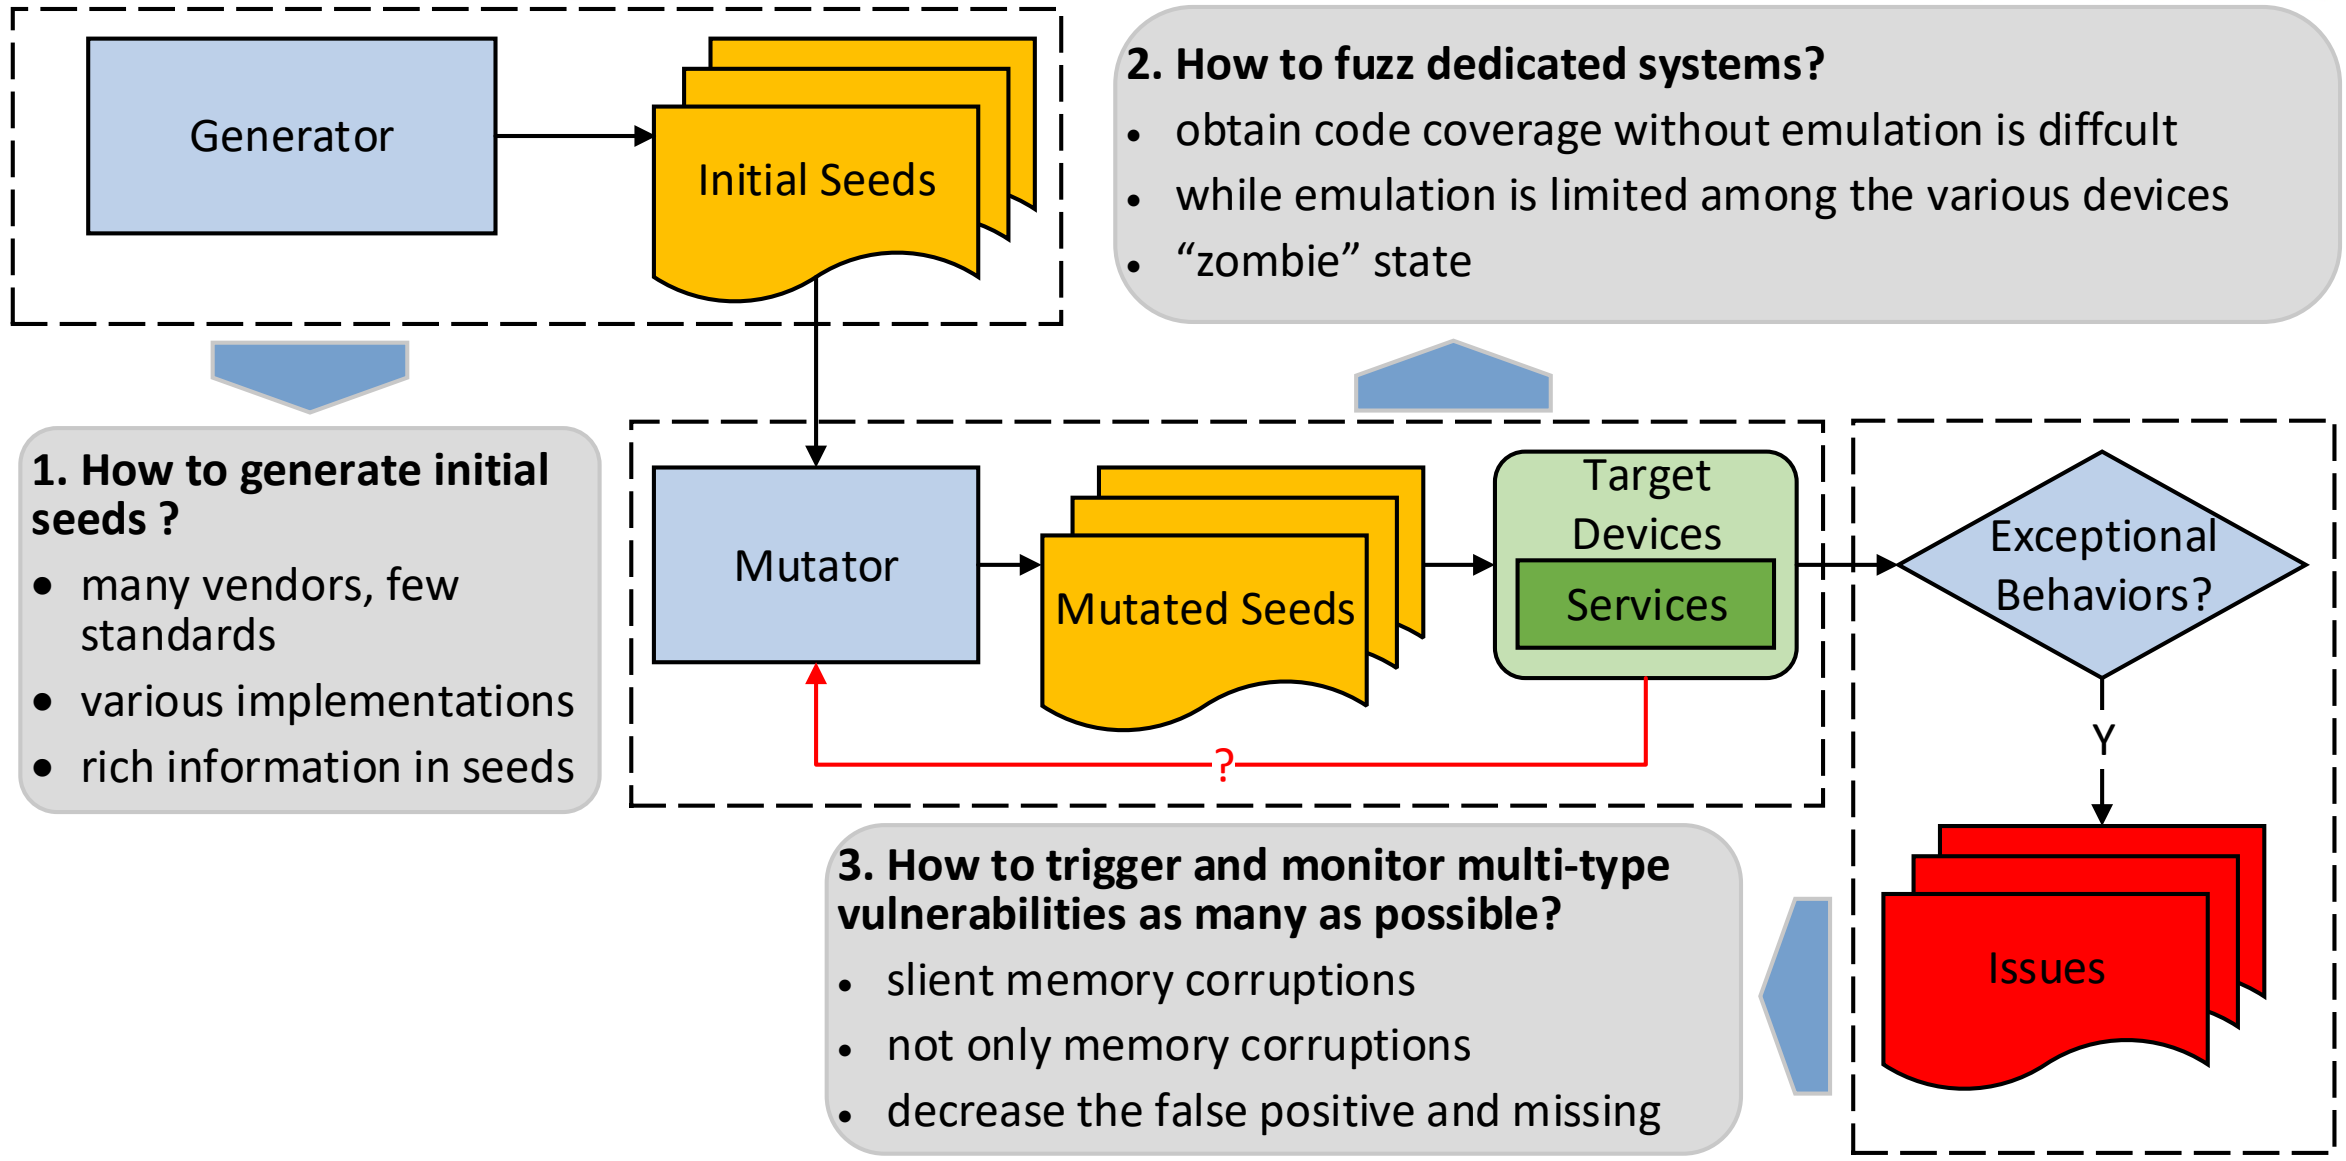 Generator
Initial Seeds
2. How to fuzz dedicated systems?
• obtain code coverage without emulation is diffcult
• while emulation is limited among the various devices
• “zombie” state
1. How to generate initial
seeds ?
• many vendors, few
standards
• various implementations
• rich information in seeds
Mutator
Mutated Seeds
Target
Devices
Services
?
Exceptional
Behaviors?
Y
Issues
3. How to trigger and monitor multi-type
vulnerabilities as many as possible?
• slient memory corruptions
• not only memory corruptions
• decrease the false positive and missing